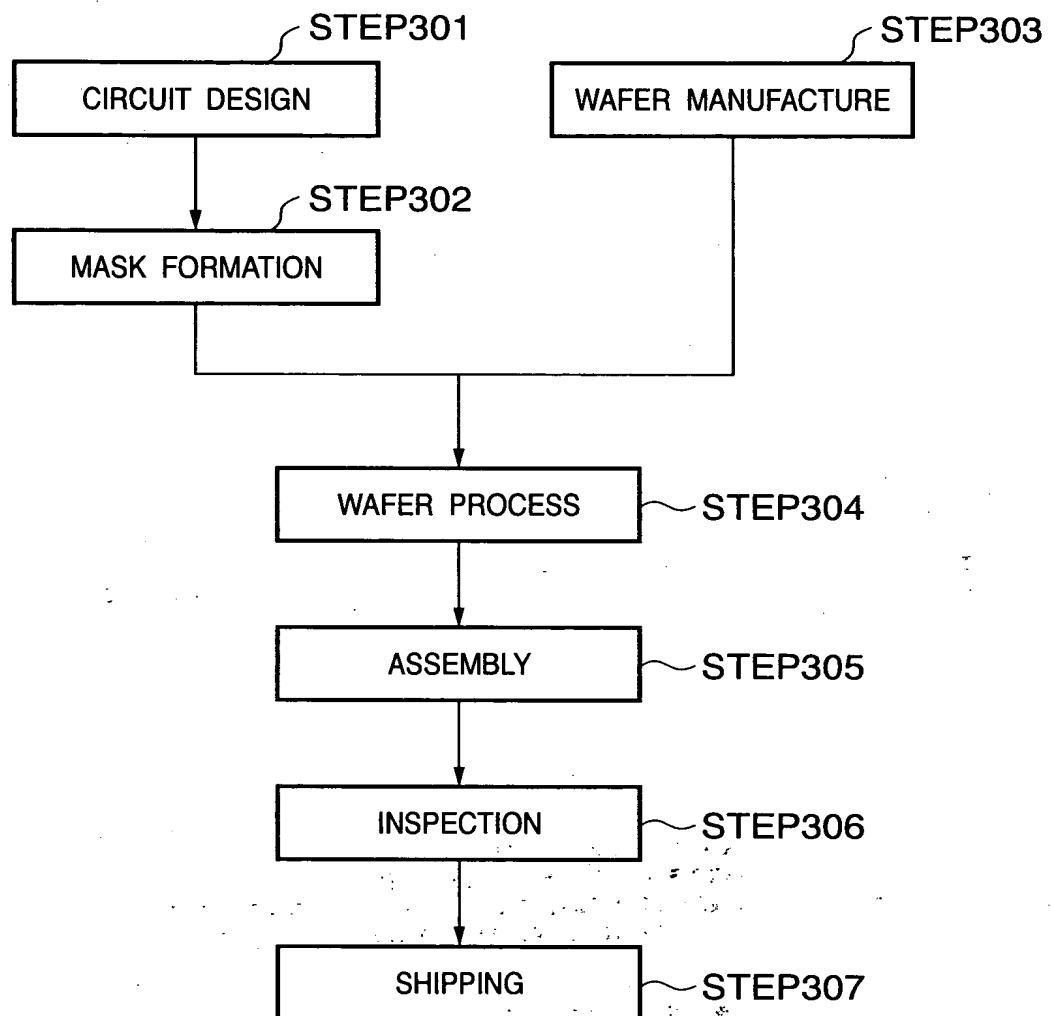 STEP301
CIRCUIT DESIGN
STEP303
WAFER MANUFACTURE
STEP302
MASK FORMATION
WAFER PROCESS
STEP304
ASSEMBLY
STEP305
INSPECTION
STEP306
SHIPPING
STEP307